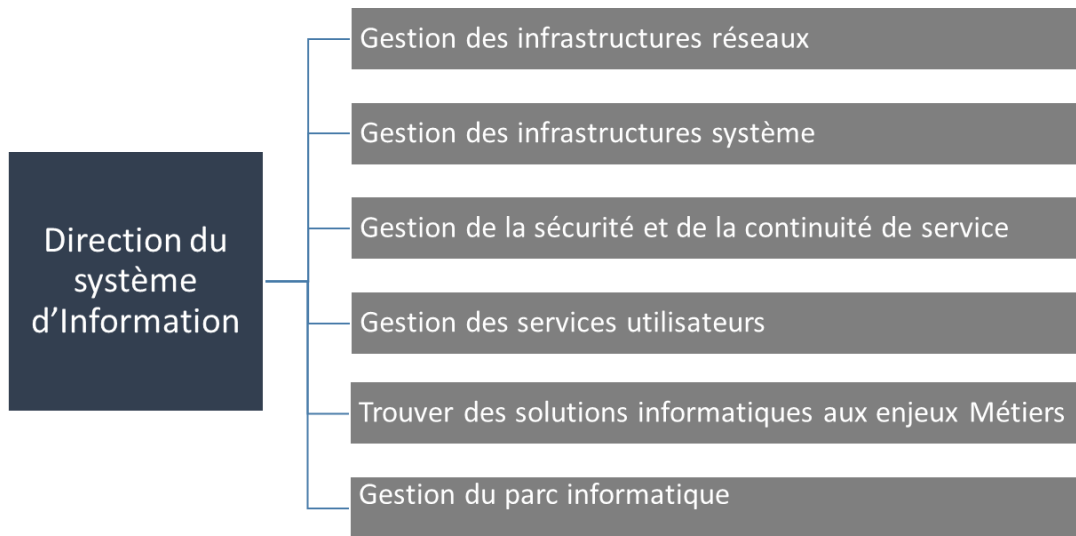 Gestion des infrastructures réseaux
Gestion des infrastructures système
Gestion de la sécurité et de la continuité de service
Direction du
système
d’Information
Gestion des services utilisateurs
Trouver des solutions informatiques aux enjeux Métiers
Gestion du parc informatique